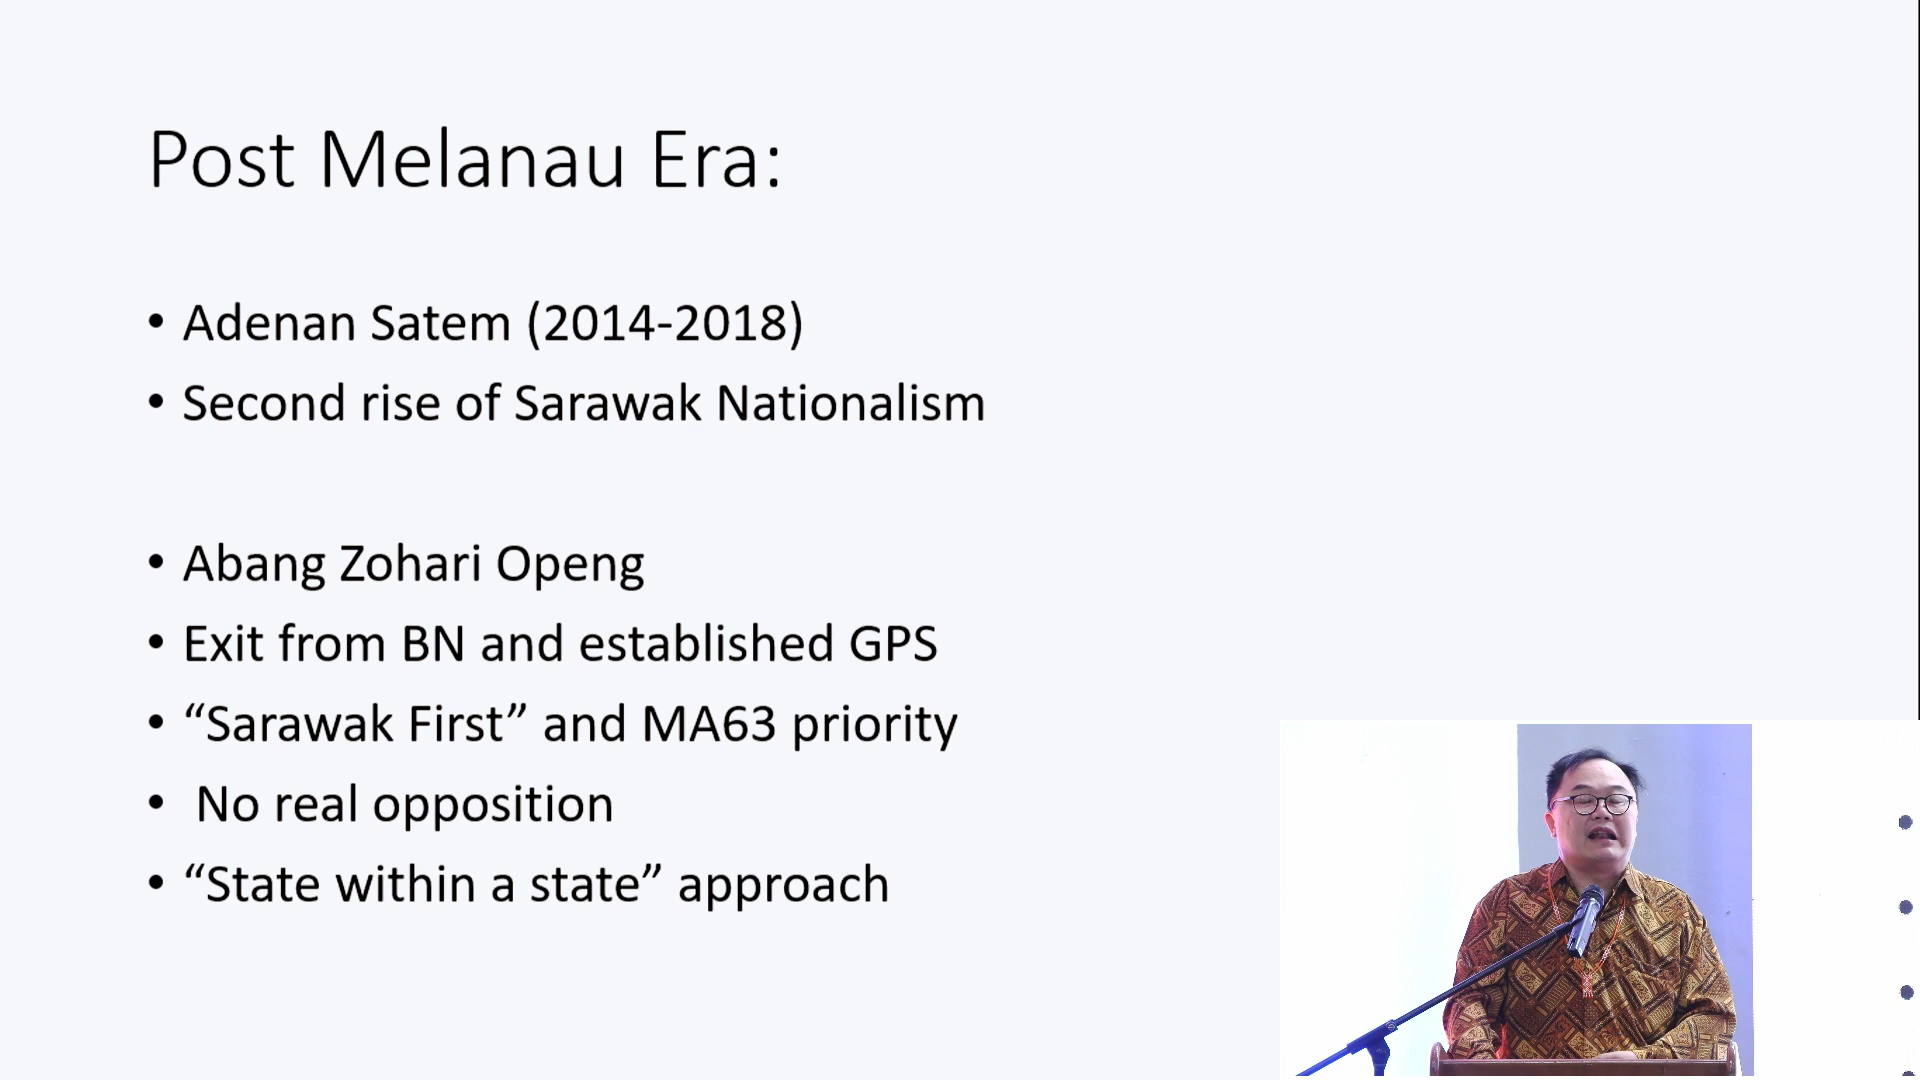 Post Melanau Era:
• Adenan Satem (2014-2018)
• Second rise of Sarawak Nationalism
• Abang Zohari Openg
• Exit from BN and established GPS
• “Sarawak First” and MA63 priority
• No real opposition
• “State within a state” approach